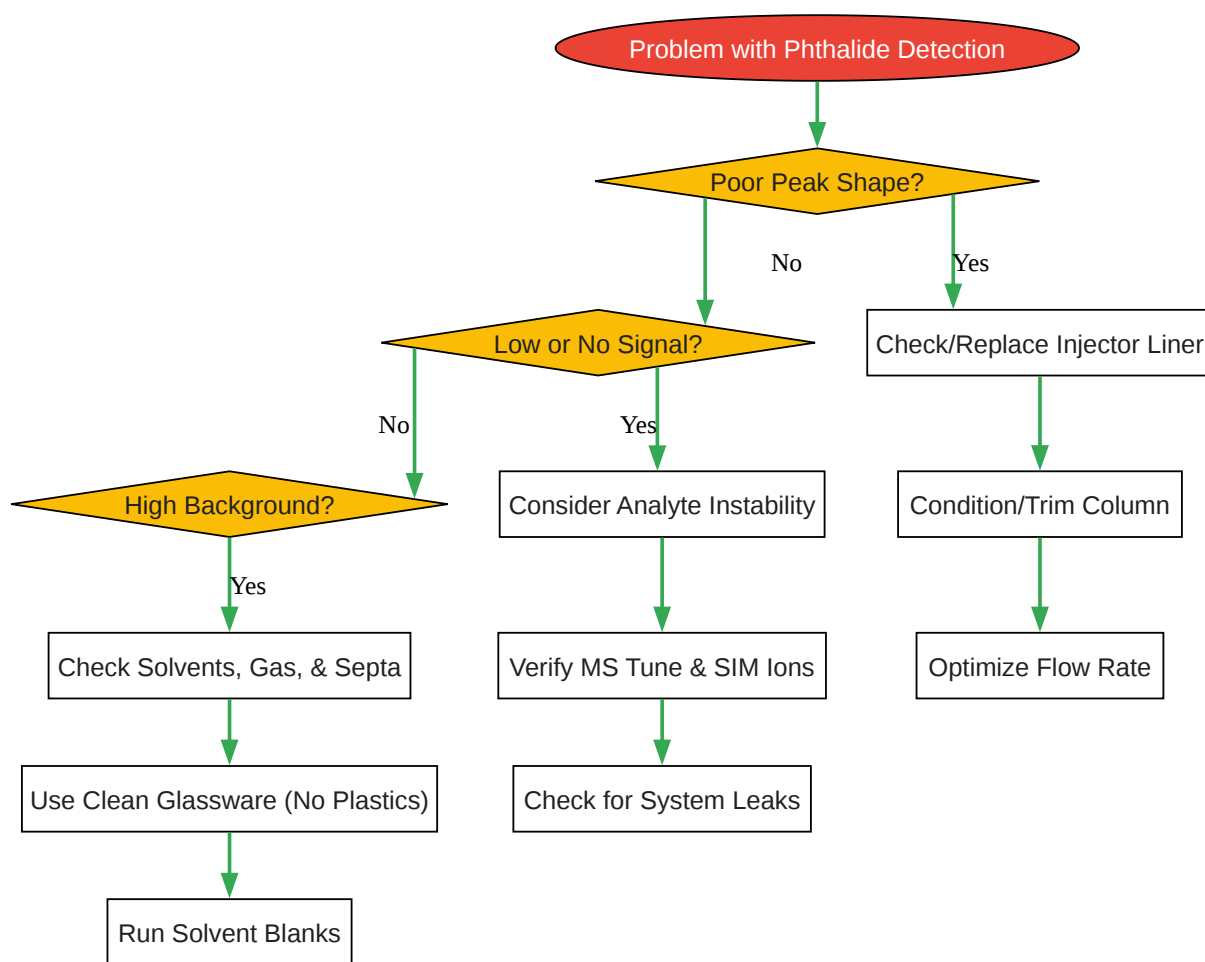 Problem with Phthalide Detection
Poor Peak Shape?
No
Yes
Low or No Signal?
Check/Replace Injector Liner
No
Yes
High Background?
Consider Analyte Instability
Condition/Trim Column
Yes
Check Solvents, Gas, & Septa
Verify MS Tune & SIM Ions
Optimize Flow Rate
Use Clean Glassware (No Plastics)
Check for System Leaks
Run Solvent Blanks